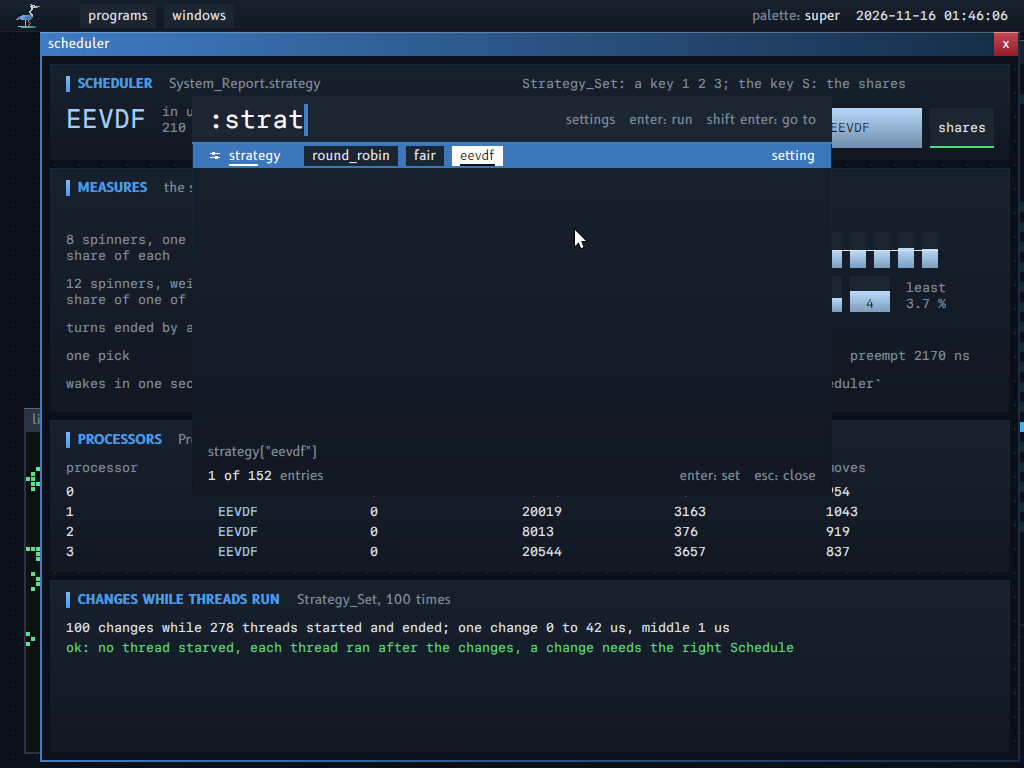 programs windows palette: super 2026-11-16 01:46:06
scheduler x
SCHEDULER System_Report.strategy Strategy_Set: a key 1 2 3; the key S: the shares
EEVDF in u
210
EEVDF shares
:strat settings enter: run shift enter: go to
strategy round_robin fair eevdf setting
MEASURES the s
8 spinners, one
share of each
12 spinners, wei
share of one of
4 least
3.7 %
turns ended by a
one pick preempt 2170 ns
wakes in one sec eduler`
li
strategy["eevdf"]
1 of 152 entries enter: set esc: close
PROCESSORS Pr
processor moves
0 954
1 EEVDF 0 20019 3163 1043
2 EEVDF 0 8013 376 919
3 EEVDF 0 20544 3657 837
CHANGES WHILE THREADS RUN Strategy_Set, 100 times
100 changes while 278 threads started and ended; one change 0 to 42 us, middle 1 us
ok: no thread starved, each thread ran after the changes, a change needs the right Schedule